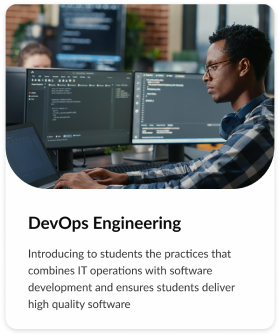 DevOps Engineering
Introducing to students the practices that
combines IT operations with software
development and ensures students deliver
high quality software